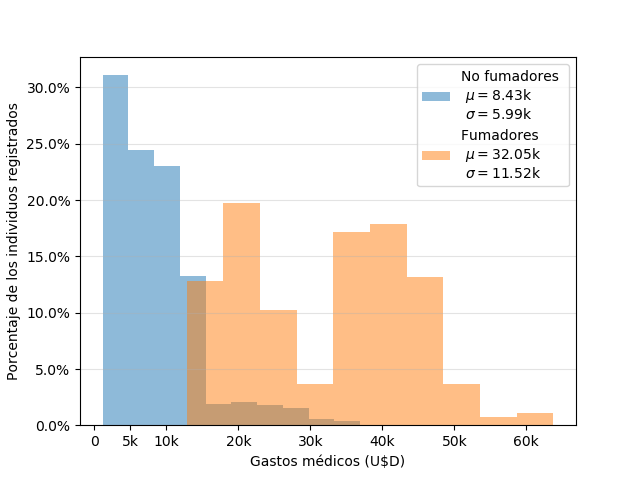 No fumadores
μ = 8.43k
σ = 5.99k
Fumadores
μ = 32.05k
σ = 11.52k
Porcentaje de los individuos registrados
30.0%
25.0%
20.0%
15.0%
10.0%
5.0%
0.0%
0 5k 10k 20k 30k 40k 50k 60k
Gastos médicos (U$D)